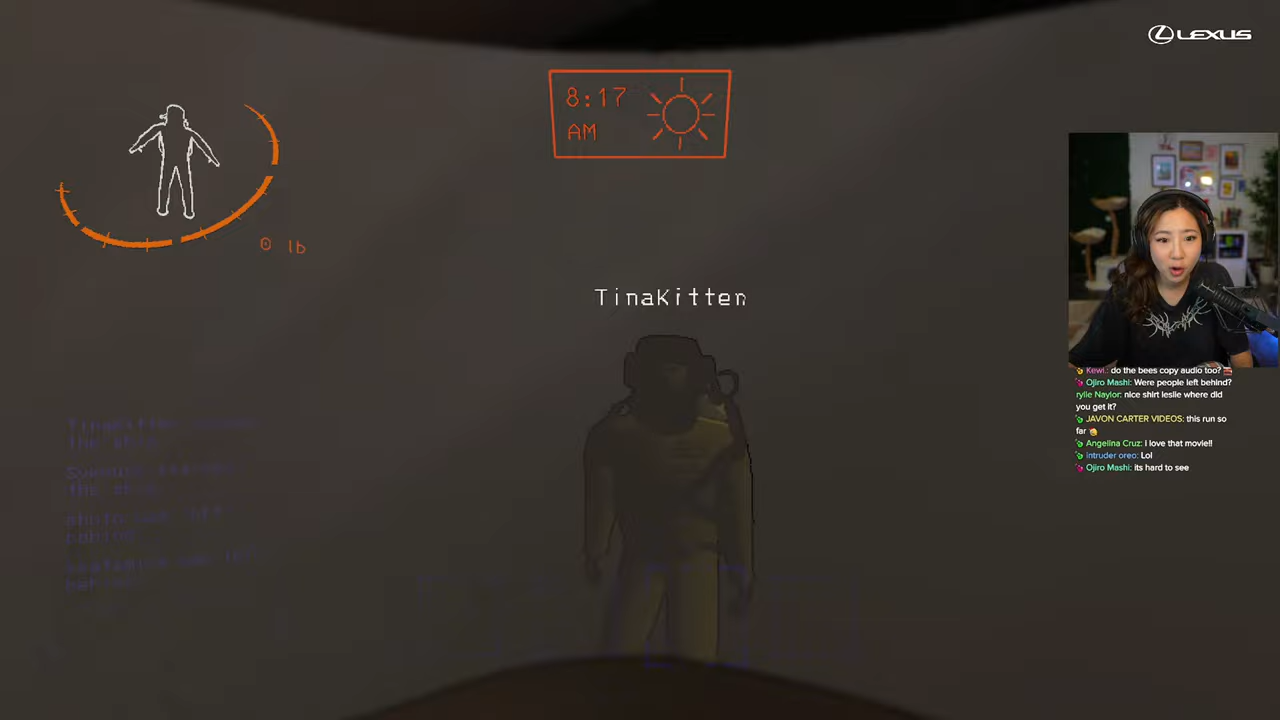 LEXUS
8:17
AM
0 lb
TinaKitten
Kewi.: do the bees copy audio too?
Ojiro Mashi: Were people left behind?
rylie Naylor: nice shirt leslie where did
you get it?
JAVON CARTER VIDEOS: this run so
far
Angelina Cruz: I love that movie!!
intruder oreo: Lol
Ojiro Mashi: its hard to see